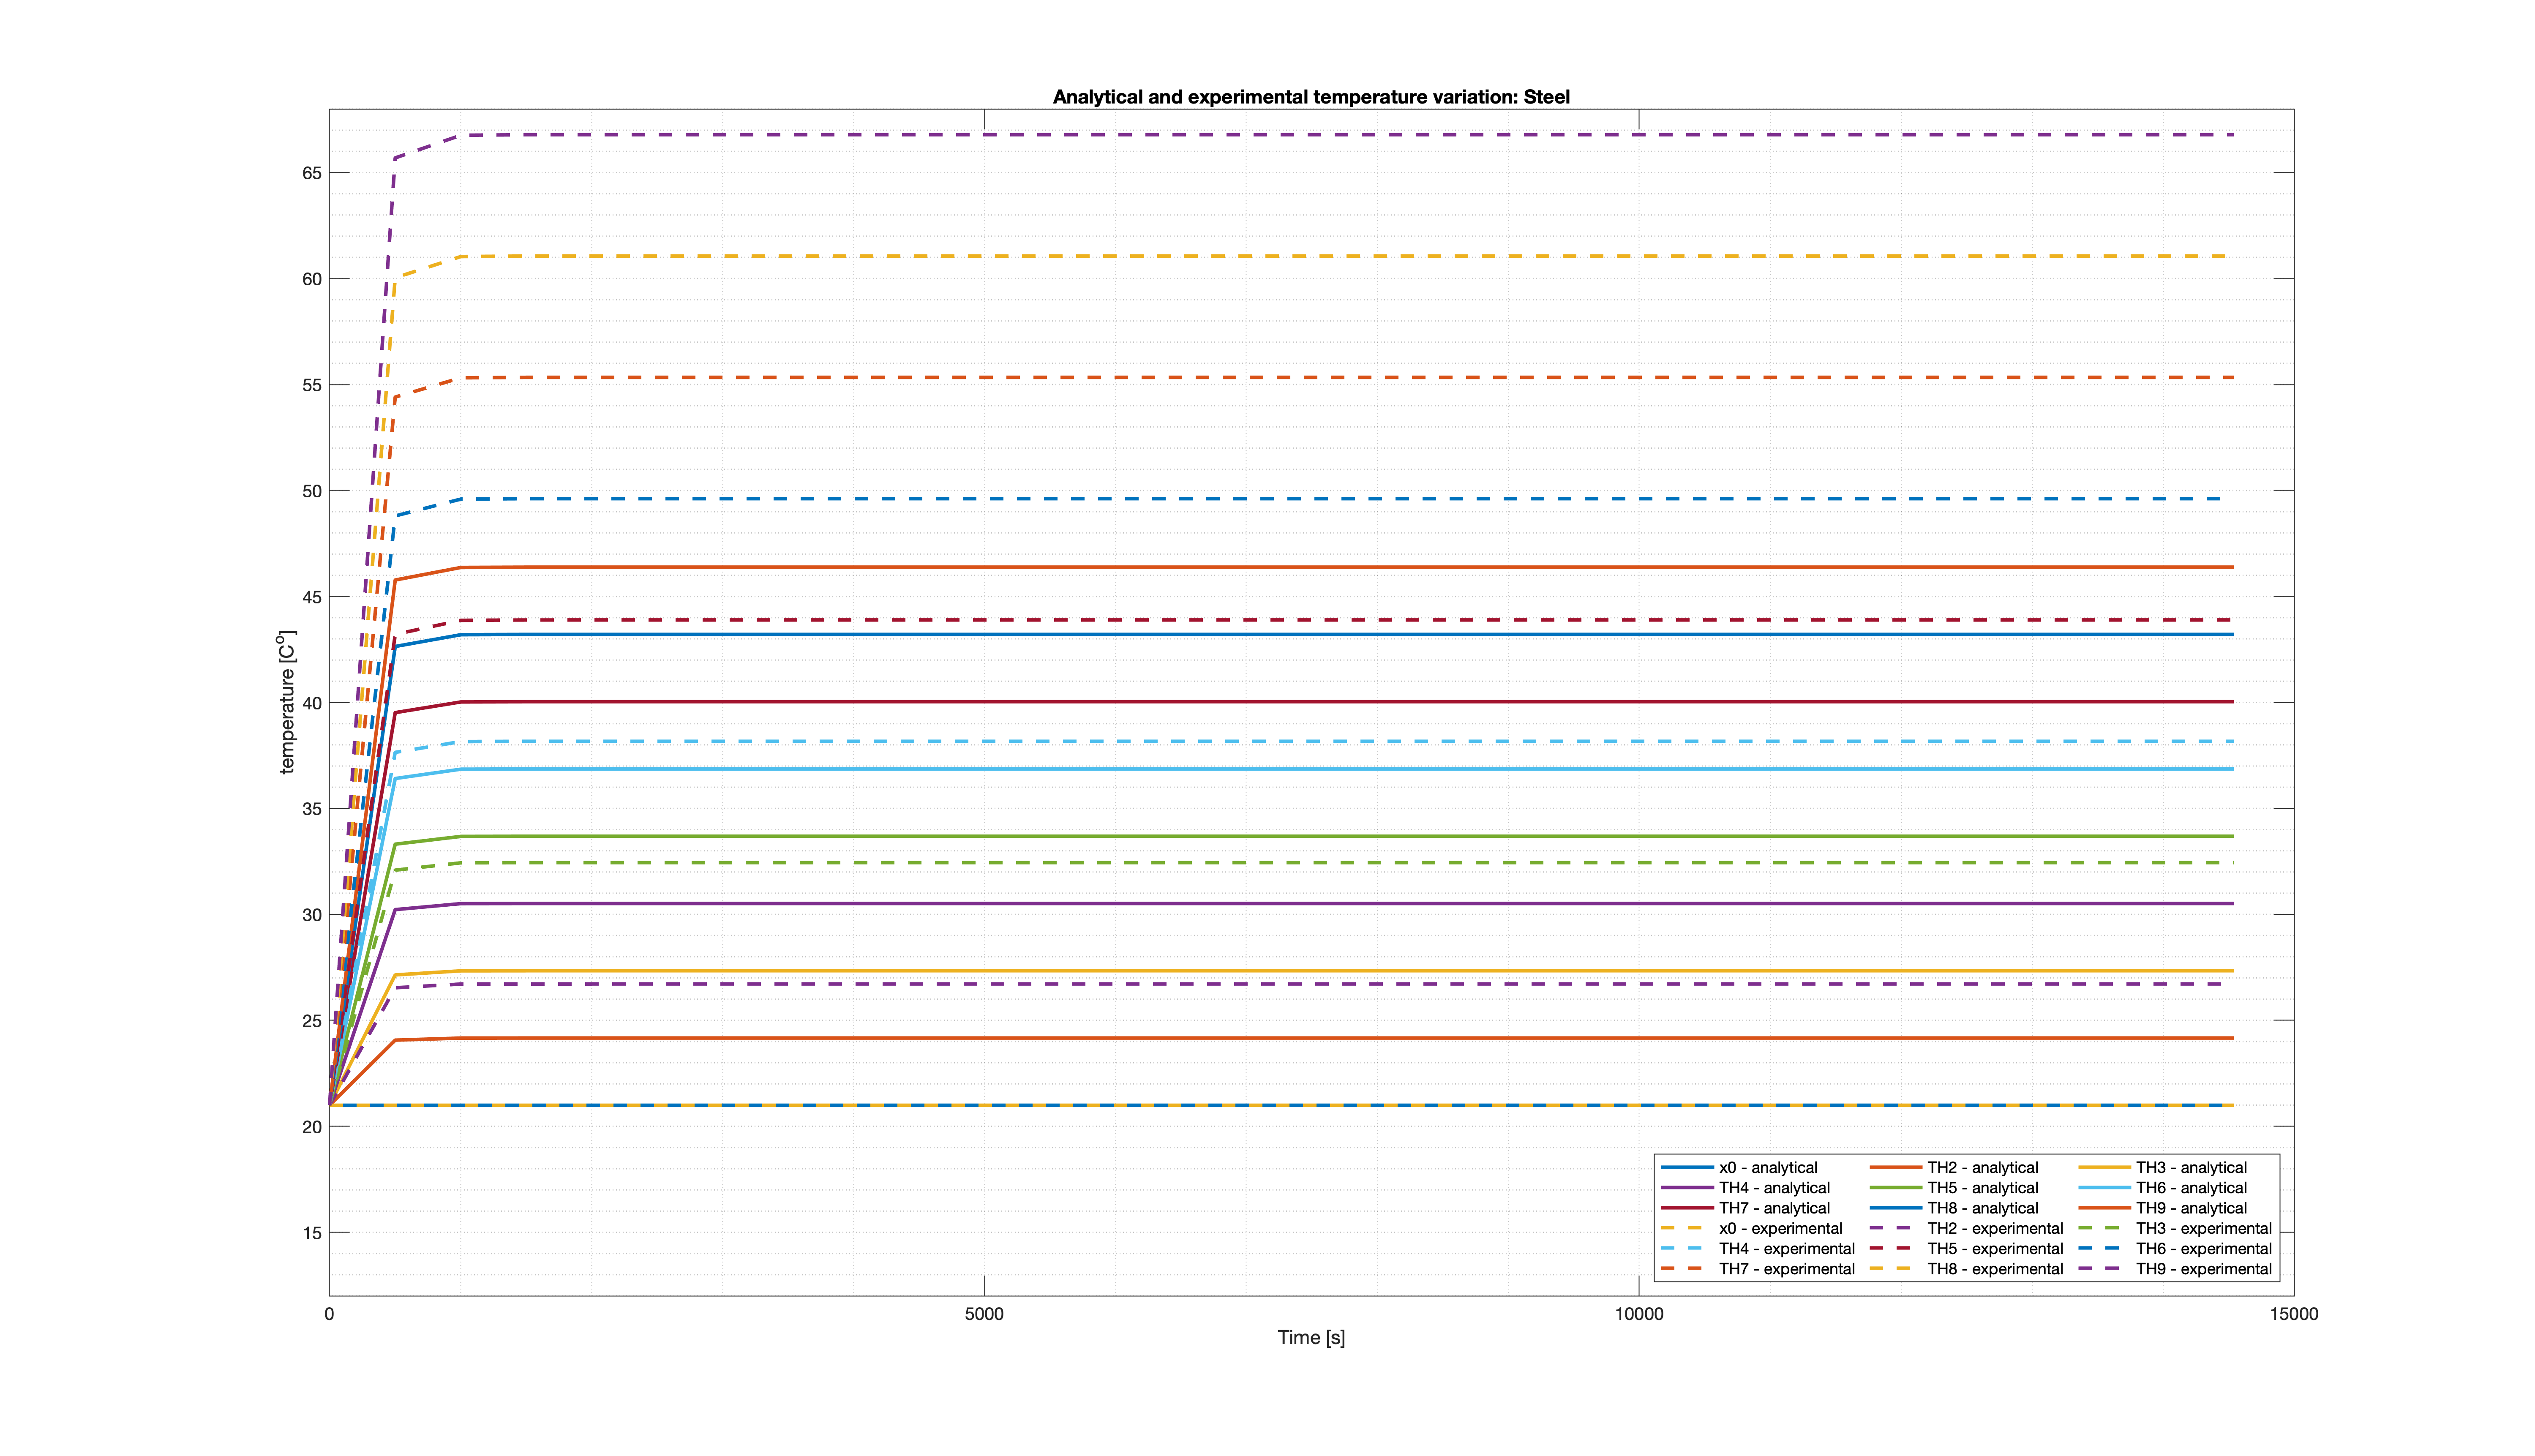 Analytical and experimental temperature variation: Steel
65
60
55
50
45
40
35
30
25
20
15
temperature [C°]
0 5000 10000 15000
Time [s]
x0 - analytical TH2 - analytical TH3 - analytical
TH4 - analytical TH5 - analytical TH6 - analytical
TH7 - analytical TH8 - analytical TH9 - analytical
x0 - experimental TH2 - experimental TH3 - experimental
TH4 - experimental TH5 - experimental TH6 - experimental
TH7 - experimental TH8 - experimental TH9 - experimental